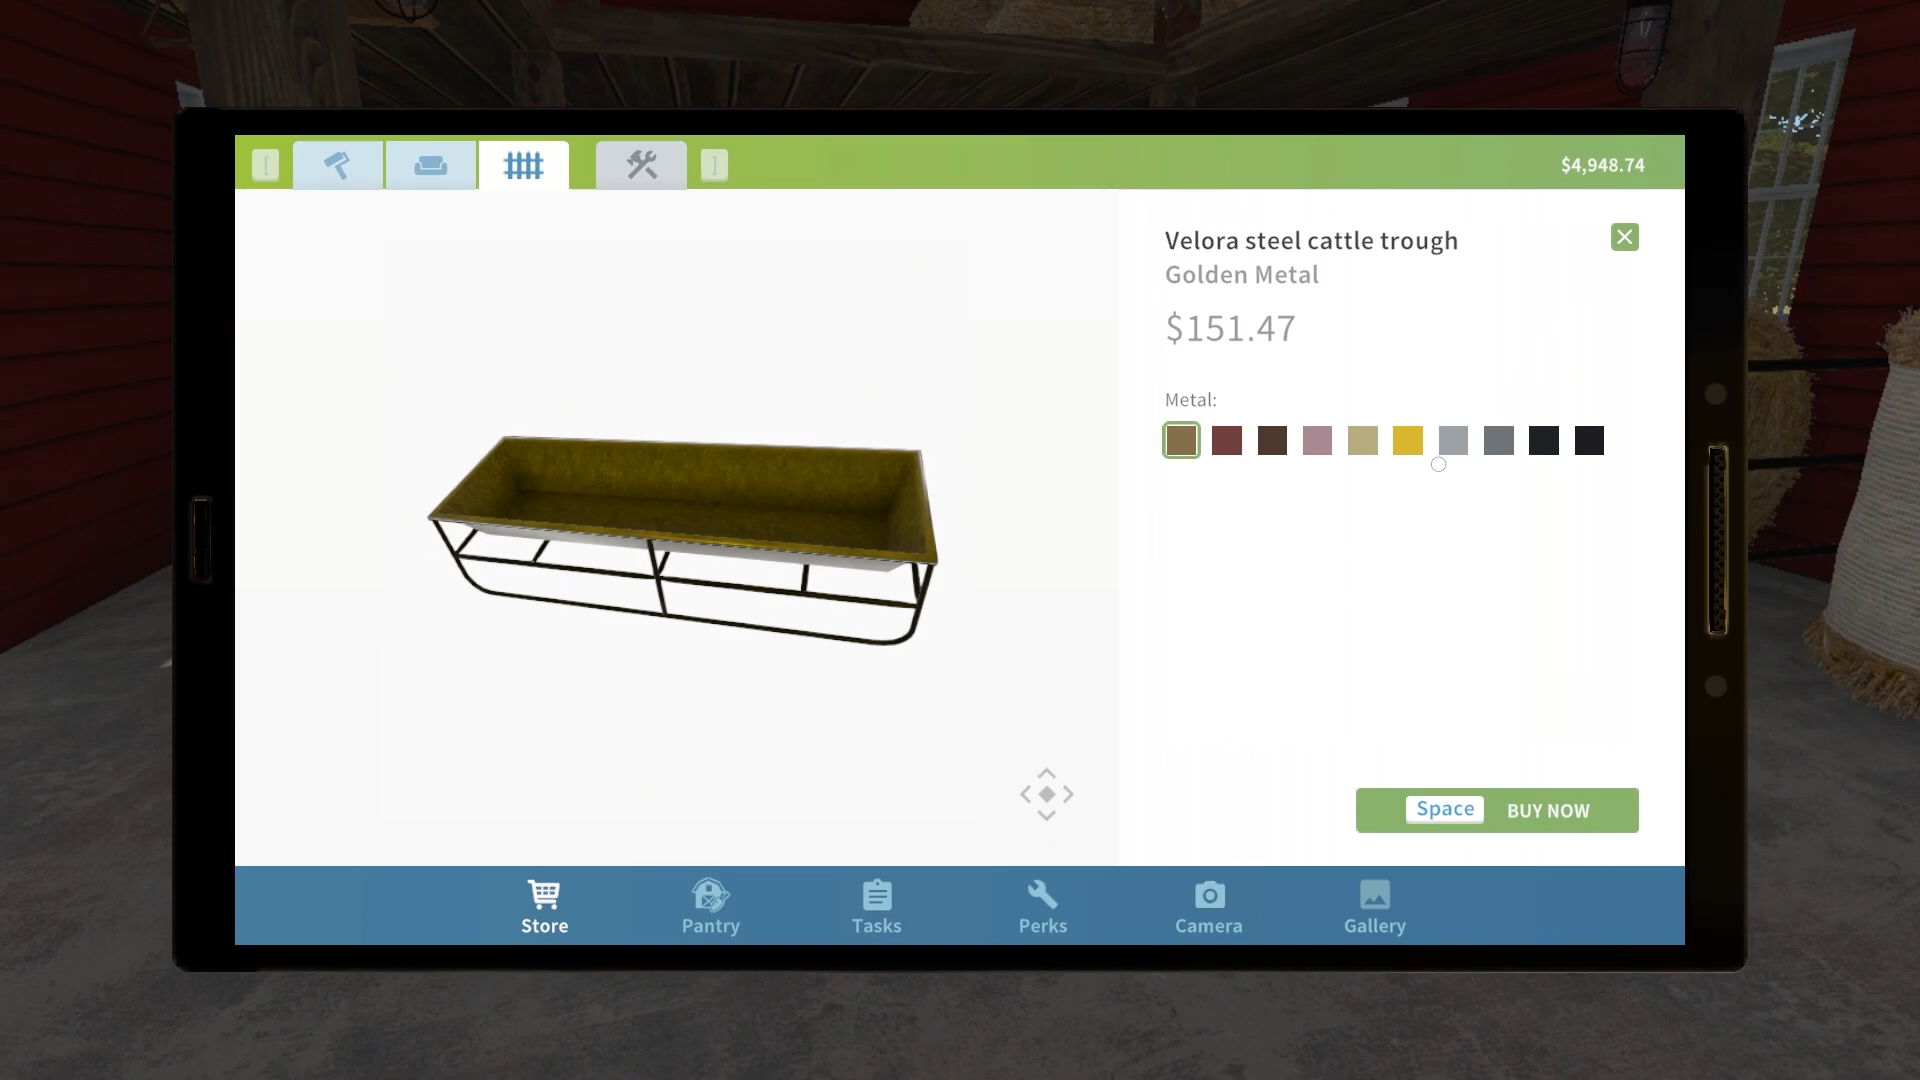 [
]
$4,948.74
Velora steel cattle trough
Golden Metal
$151.47
Metal:
Space BUY NOW
Store
Pantry
Tasks
Perks
Camera
Gallery